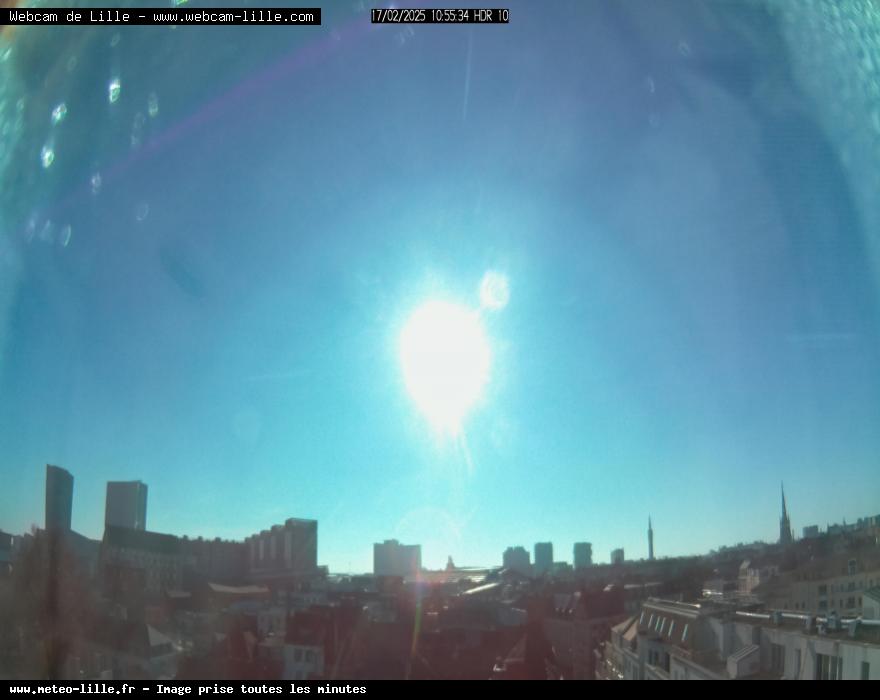 Webcam de Lille - www.webcam-lille.com
17/02/2025 10:55:34 HDR 10
www.meteo-lille.fr - Image prise toutes les minutes